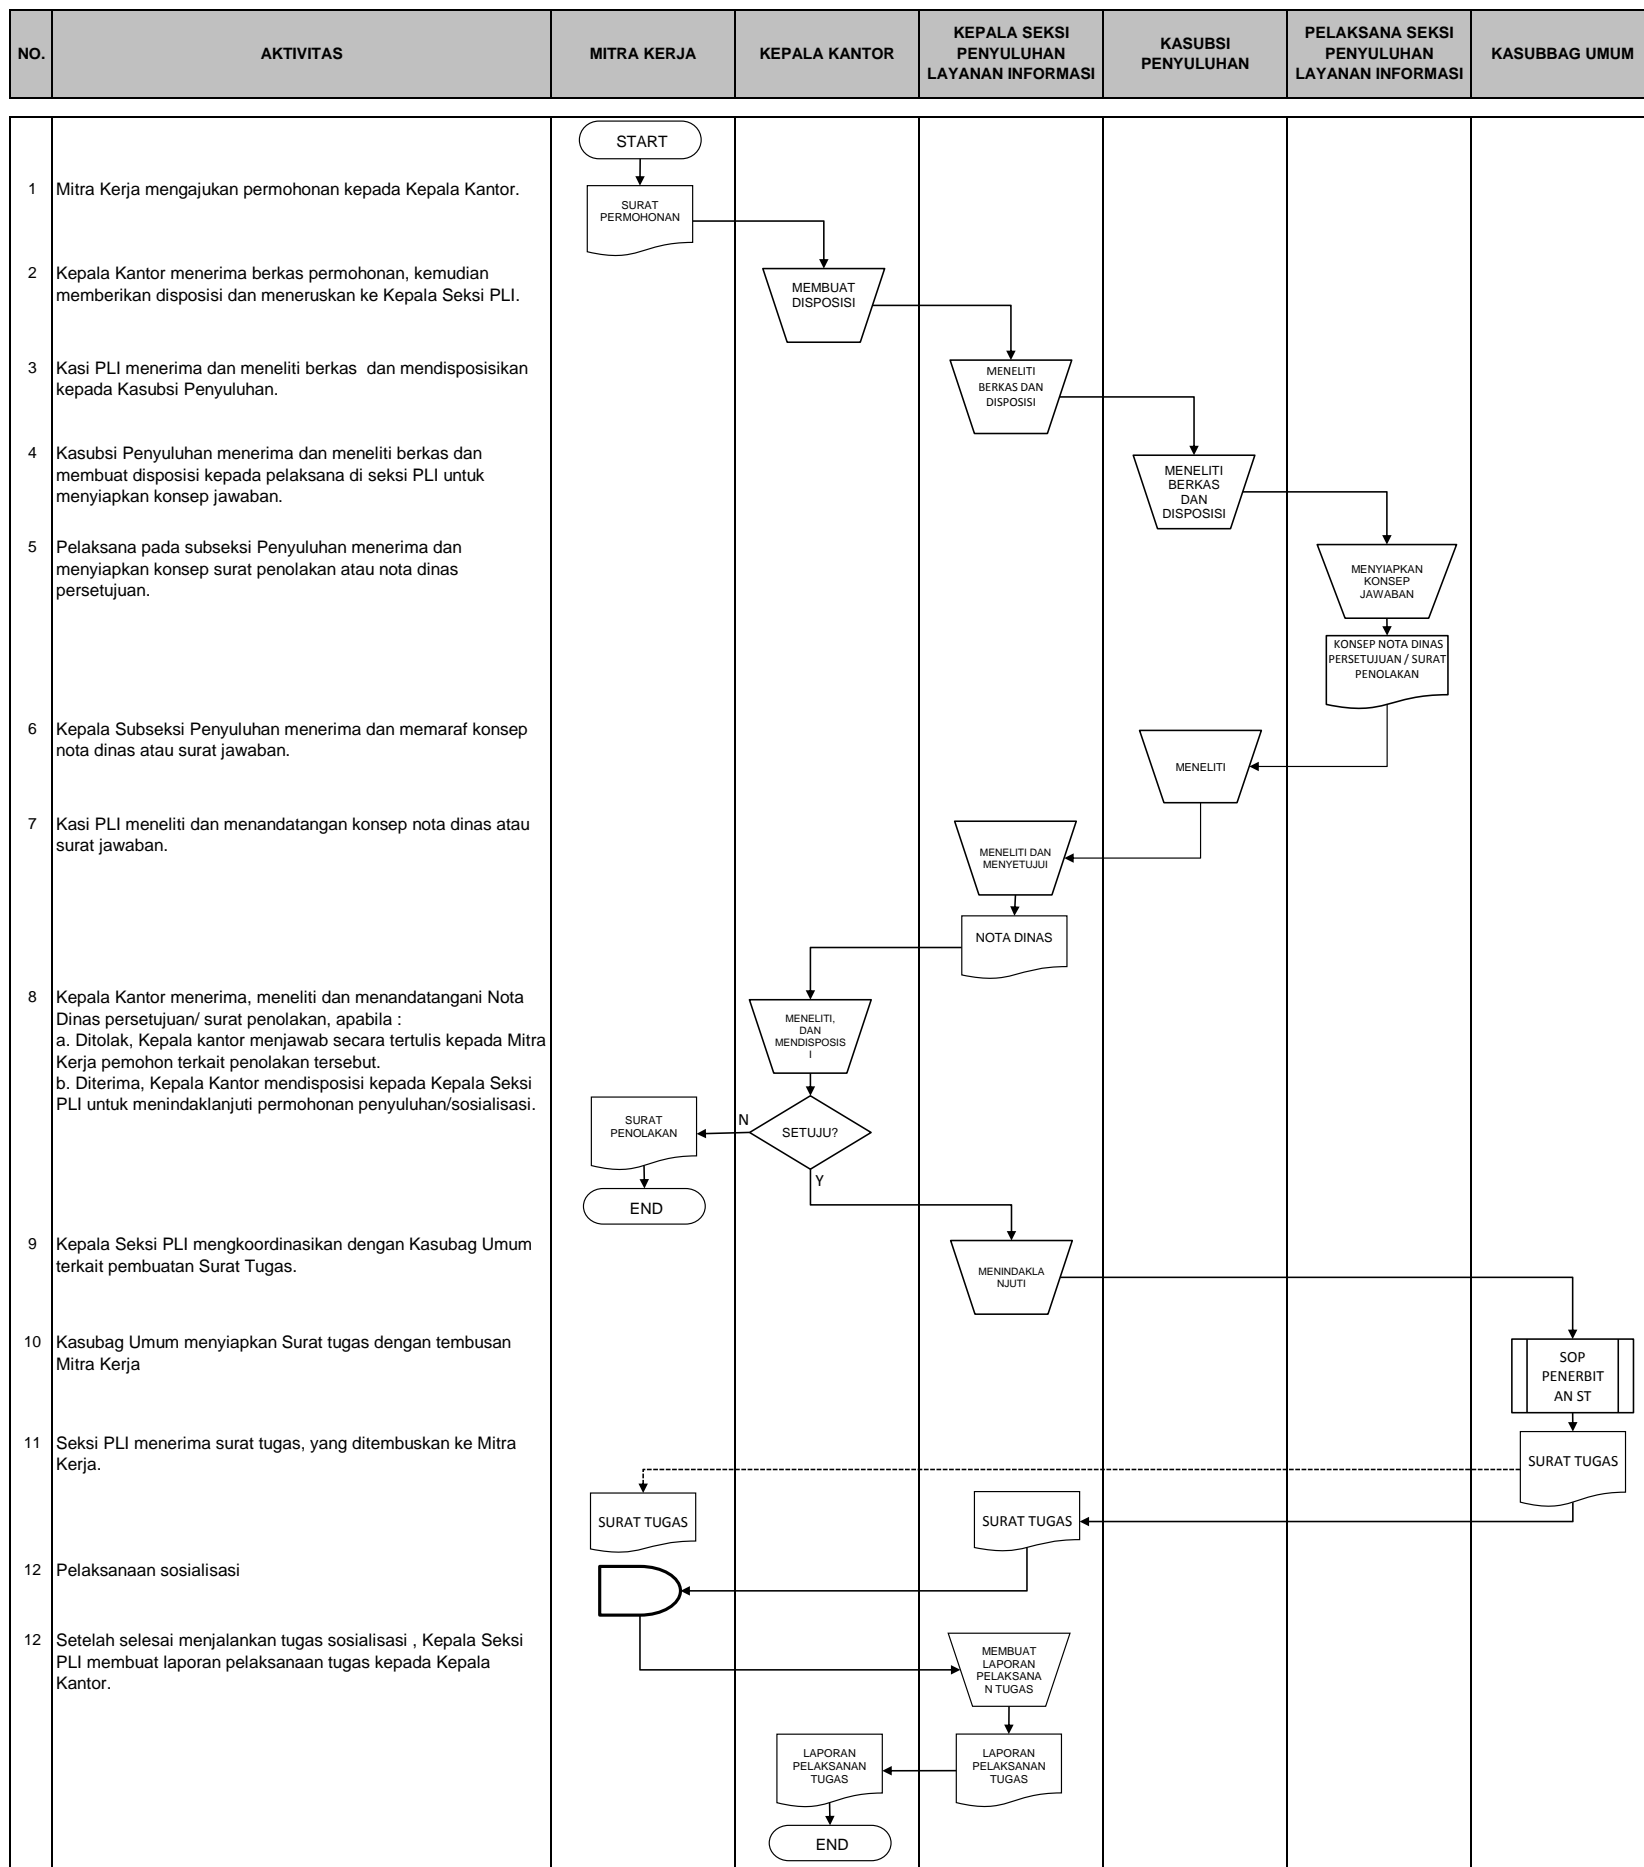 NO.
AKTIVITAS
MITRA KERJA
KEPALA KANTOR
KEPALA SEKSI
PENYULUHAN
LAYANAN INFORMASI
KASUBSI
PENYULUHAN
PELAKSANA SEKSI
PENYULUHAN
LAYANAN INFORMASI
KASUBBAG UMUM
START
1 Mitra Kerja mengajukan permohonan kepada Kepala Kantor.
SURAT
PERMOHONAN
2 Kepala Kantor menerima berkas permohonan, kemudian
memberikan disposisi dan meneruskan ke Kepala Seksi PLI.
MEMBUAT
DISPOSISI
3 Kasi PLI menerima dan meneliti berkas  dan mendisposisikan
kepada Kasubsi Penyuluhan.
MENELITI
BERKAS DAN
DISPOSISI
4 Kasubsi Penyuluhan menerima dan meneliti berkas dan
membuat disposisi kepada pelaksana di seksi PLI untuk
menyiapkan konsep jawaban.
MENELITI
BERKAS
DAN
DISPOSISI
5 Pelaksana pada subseksi Penyuluhan menerima dan
menyiapkan konsep surat penolakan atau nota dinas
persetujuan.
MENYIAPKAN
KONSEP
JAWABAN
KONSEP NOTA DINAS
PERSETUJUAN / SURAT
PENOLAKAN
6 Kepala Subseksi Penyuluhan menerima dan memaraf konsep
nota dinas atau surat jawaban.
MENELITI
7 Kasi PLI meneliti dan menandatangan konsep nota dinas atau
surat jawaban.
MENELITI DAN
MENYETUJUI
NOTA DINAS
8 Kepala Kantor menerima, meneliti dan menandatangani Nota
Dinas persetujuan/ surat penolakan, apabila :
a. Ditolak, Kepala kantor menjawab secara tertulis kepada Mitra
Kerja pemohon terkait penolakan tersebut.
b. Diterima, Kepala Kantor mendisposisi kepada Kepala Seksi
PLI untuk menindaklanjuti permohonan penyuluhan/sosialisasi.
MENELITI,
DAN
MENDISPOSIS
I
SURAT
PENOLAKAN
N
SETUJU?
Y
END
9 Kepala Seksi PLI mengkoordinasikan dengan Kasubag Umum
terkait pembuatan Surat Tugas.
MENINDAKLA
NJUTI
10 Kasubag Umum menyiapkan Surat tugas dengan tembusan
Mitra Kerja
SOP
PENERBIT
AN ST
11 Seksi PLI menerima surat tugas, yang ditembuskan ke Mitra
Kerja.
SURAT TUGAS
SURAT TUGAS
SURAT TUGAS
12 Pelaksanaan sosialisasi
12 Setelah selesai menjalankan tugas sosialisasi , Kepala Seksi
PLI membuat laporan pelaksanaan tugas kepada Kepala
Kantor.
MEMBUAT
LAPORAN
PELAKSANA
N TUGAS
LAPORAN
PELAKSANAN
TUGAS
LAPORAN
PELAKSANAN
TUGAS
END